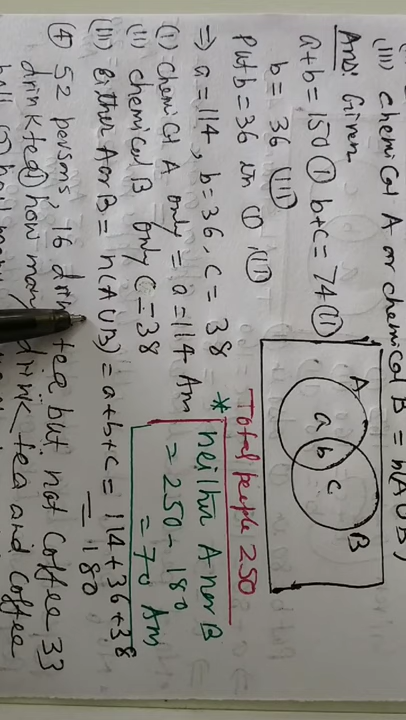 (III) chemical A or chemical B = n(A∪B)
Ans: Given
a+b = 150 (I) b+c = 74 (II)
b = 36 (III)
Put b = 36 in (I), (II)
⇒ a = 114, b = 36, c = 38
(I) chemical A only = a = 114 Am
(II) chemical B only C = 38
(III) Either A or B = n(A∪B) = a+b+c = 114+36+38
= 180
A
B
a
b
c
Total people 250
* neither A nor B
= 250 - 180
= 70 Am
(4) 52 persons, 16 drink tea but not coffee 33
drink tea (1) how many drink tea and coffee